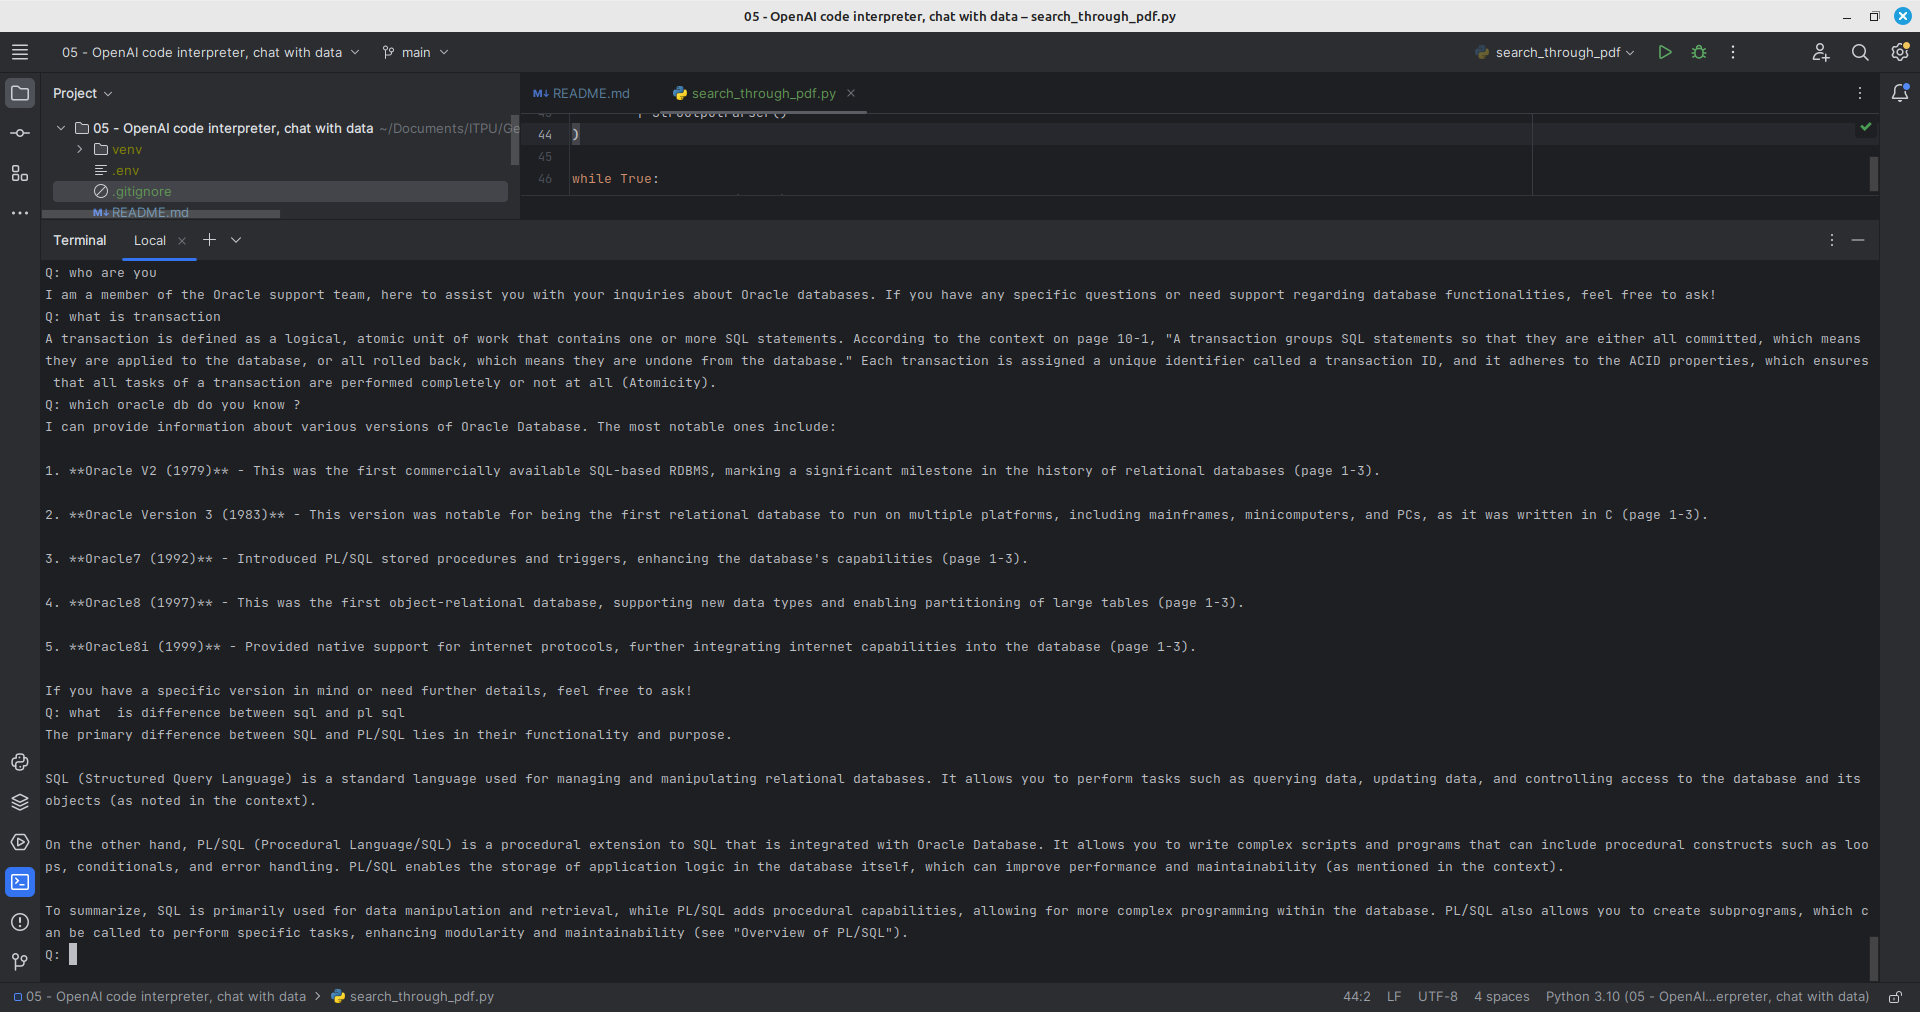 05 - OpenAI code interpreter, chat with data – search_through_pdf.py
05 - OpenAI code interpreter, chat with data
main
search_through_pdf
Project
README.md
search_through_pdf.py
05 - OpenAI code interpreter, chat with data ~/Documents/ITPU/Ge
venv
.env
.gitignore
README.md
44 )
45
46 while True:
Terminal Local
Q: who are you
I am a member of the Oracle support team, here to assist you with your inquiries about Oracle databases. If you have any specific questions or need support regarding database functionalities, feel free to ask!
Q: what is transaction
A transaction is defined as a logical, atomic unit of work that contains one or more SQL statements. According to the context on page 10-1, "A transaction groups SQL statements so that they are either all committed, which means
they are applied to the database, or all rolled back, which means they are undone from the database." Each transaction is assigned a unique identifier called a transaction ID, and it adheres to the ACID properties, which ensures
that all tasks of a transaction are performed completely or not at all (Atomicity).
Q: which oracle db do you know ?
I can provide information about various versions of Oracle Database. The most notable ones include:
1. **Oracle V2 (1979)** - This was the first commercially available SQL-based RDBMS, marking a significant milestone in the history of relational databases (page 1-3).
2. **Oracle Version 3 (1983)** - This version was notable for being the first relational database to run on multiple platforms, including mainframes, minicomputers, and PCs, as it was written in C (page 1-3).
3. **Oracle7 (1992)** - Introduced PL/SQL stored procedures and triggers, enhancing the database's capabilities (page 1-3).
4. **Oracle8 (1997)** - This was the first object-relational database, supporting new data types and enabling partitioning of large tables (page 1-3).
5. **Oracle8i (1999)** - Provided native support for internet protocols, further integrating internet capabilities into the database (page 1-3).
If you have a specific version in mind or need further details, feel free to ask!
Q: what  is difference between sql and pl sql
The primary difference between SQL and PL/SQL lies in their functionality and purpose.
SQL (Structured Query Language) is a standard language used for managing and manipulating relational databases. It allows you to perform tasks such as querying data, updating data, and controlling access to the database and its
objects (as noted in the context).
On the other hand, PL/SQL (Procedural Language/SQL) is a procedural extension to SQL that is integrated with Oracle Database. It allows you to write complex scripts and programs that can include procedural constructs such as loo
ps, conditionals, and error handling. PL/SQL enables the storage of application logic in the database itself, which can improve performance and maintainability (as mentioned in the context).
To summarize, SQL is primarily used for data manipulation and retrieval, while PL/SQL adds procedural capabilities, allowing for more complex programming within the database. PL/SQL also allows you to create subprograms, which c
an be called to perform specific tasks, enhancing modularity and maintainability (see "Overview of PL/SQL").
Q:
05 - OpenAI code interpreter, chat with data > search_through_pdf.py
44:2 LF UTF-8 4 spaces Python 3.10 (05 - OpenAI...erpreter, chat with data)